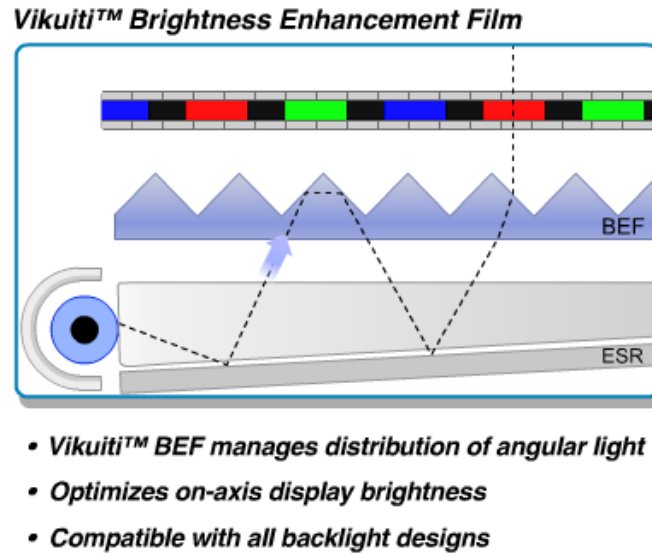 Vikuiti™ Brightness Enhancement Film
BEF
ESR
• Vikuiti™ BEF manages distribution of angular light
• Optimizes on-axis display brightness
• Compatible with all backlight designs